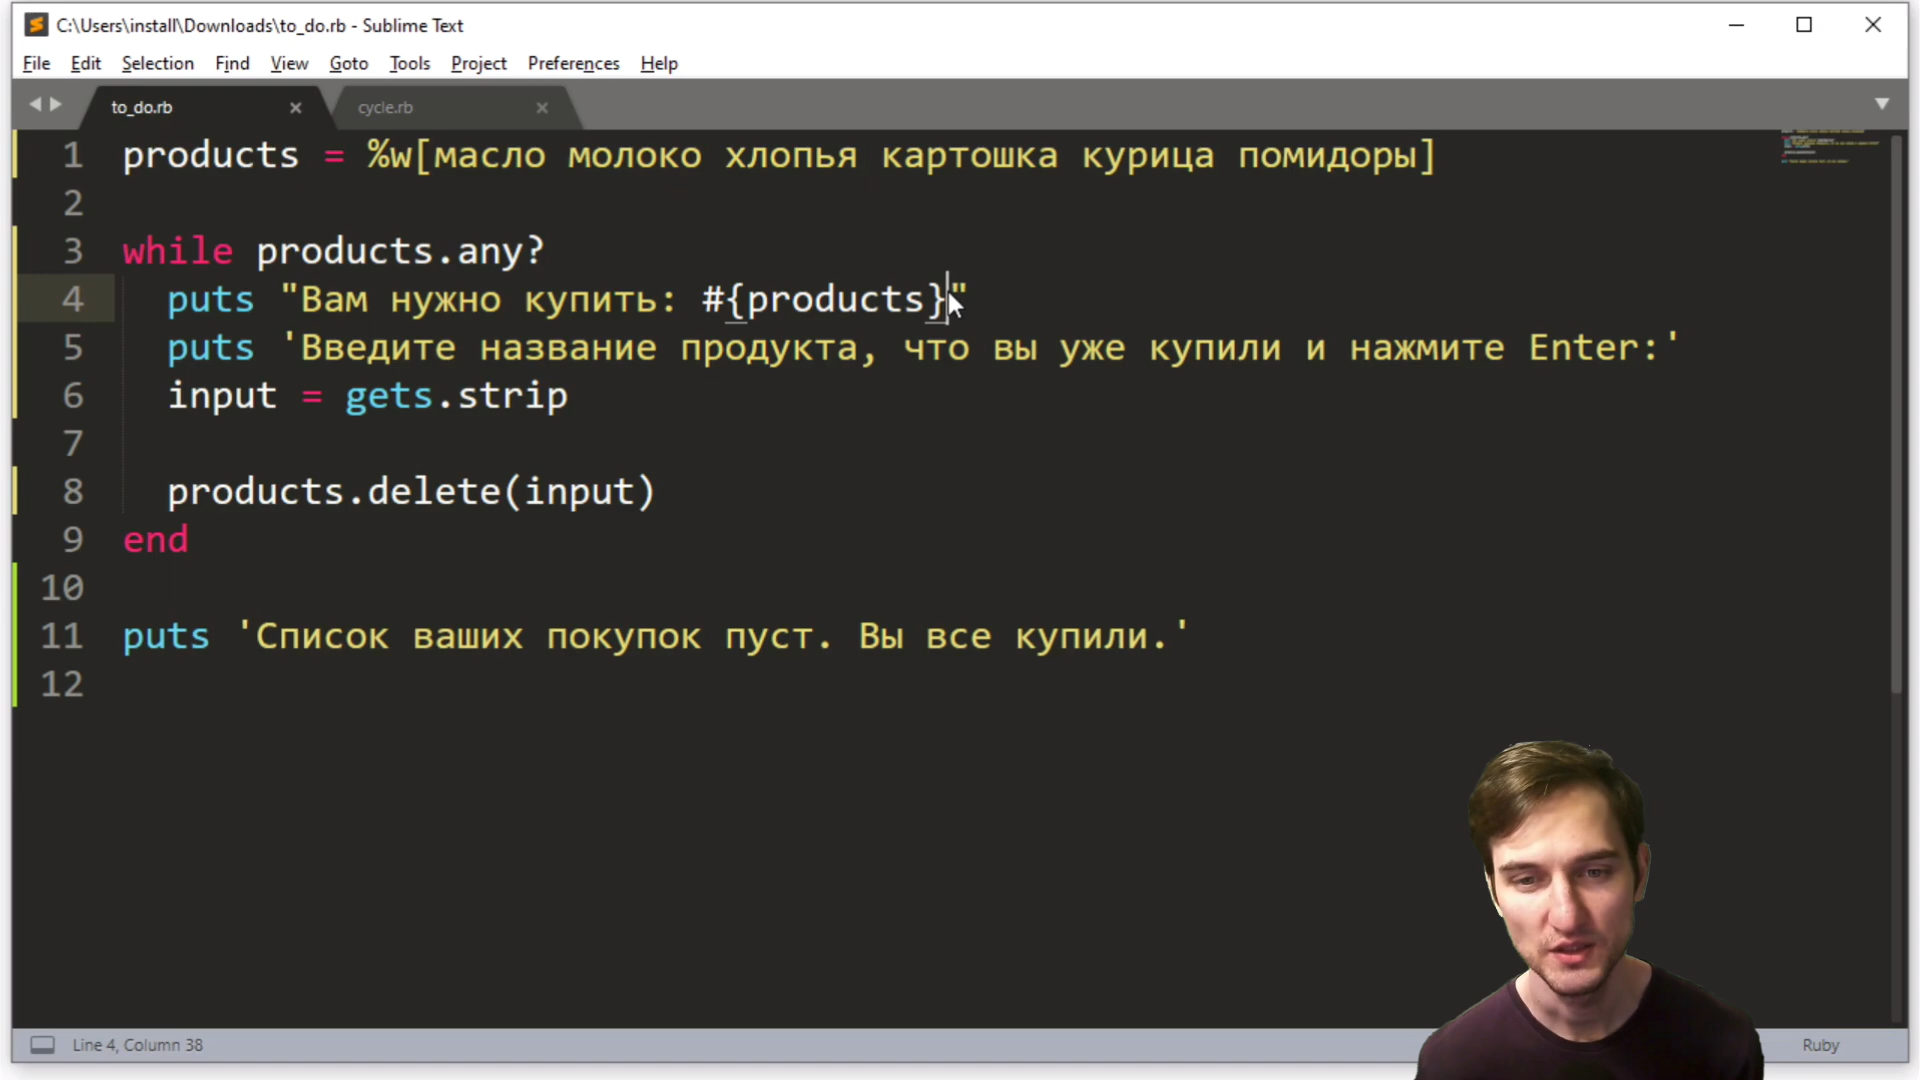 C:\Users\install\Downloads\to_do.rb - Sublime Text
File Edit Selection Find View Goto Tools Project Preferences Help
to_do.rb cycle.rb
1 products = %w[масло молоко хлопья картошка курица помидоры]
2
3 while products.any?
4 puts "Вам нужно купить: #{products}"
5 puts 'Введите название продукта, что вы уже купили и нажмите Enter:'
6 input = gets.strip
7
8 products.delete(input)
9 end
10
11 puts 'Список ваших покупок пуст. Вы все купили.'
12
Line 4, Column 38 Ruby